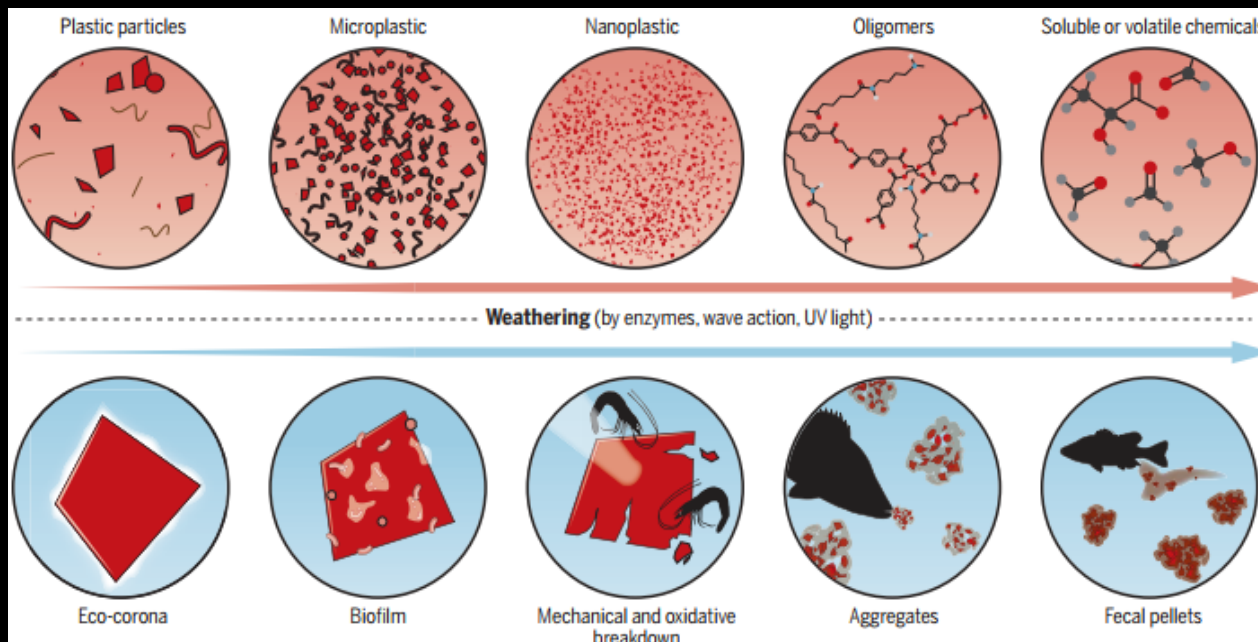 Plastic particles
Microplastic
Nanoplastic
Oligomers
Soluble or volatile chemicals
Weathering (by enzymes, wave action, UV light)
Eco-corona
Biofilm
Mechanical and oxidative
breakdown
Aggregates
Fecal pellets